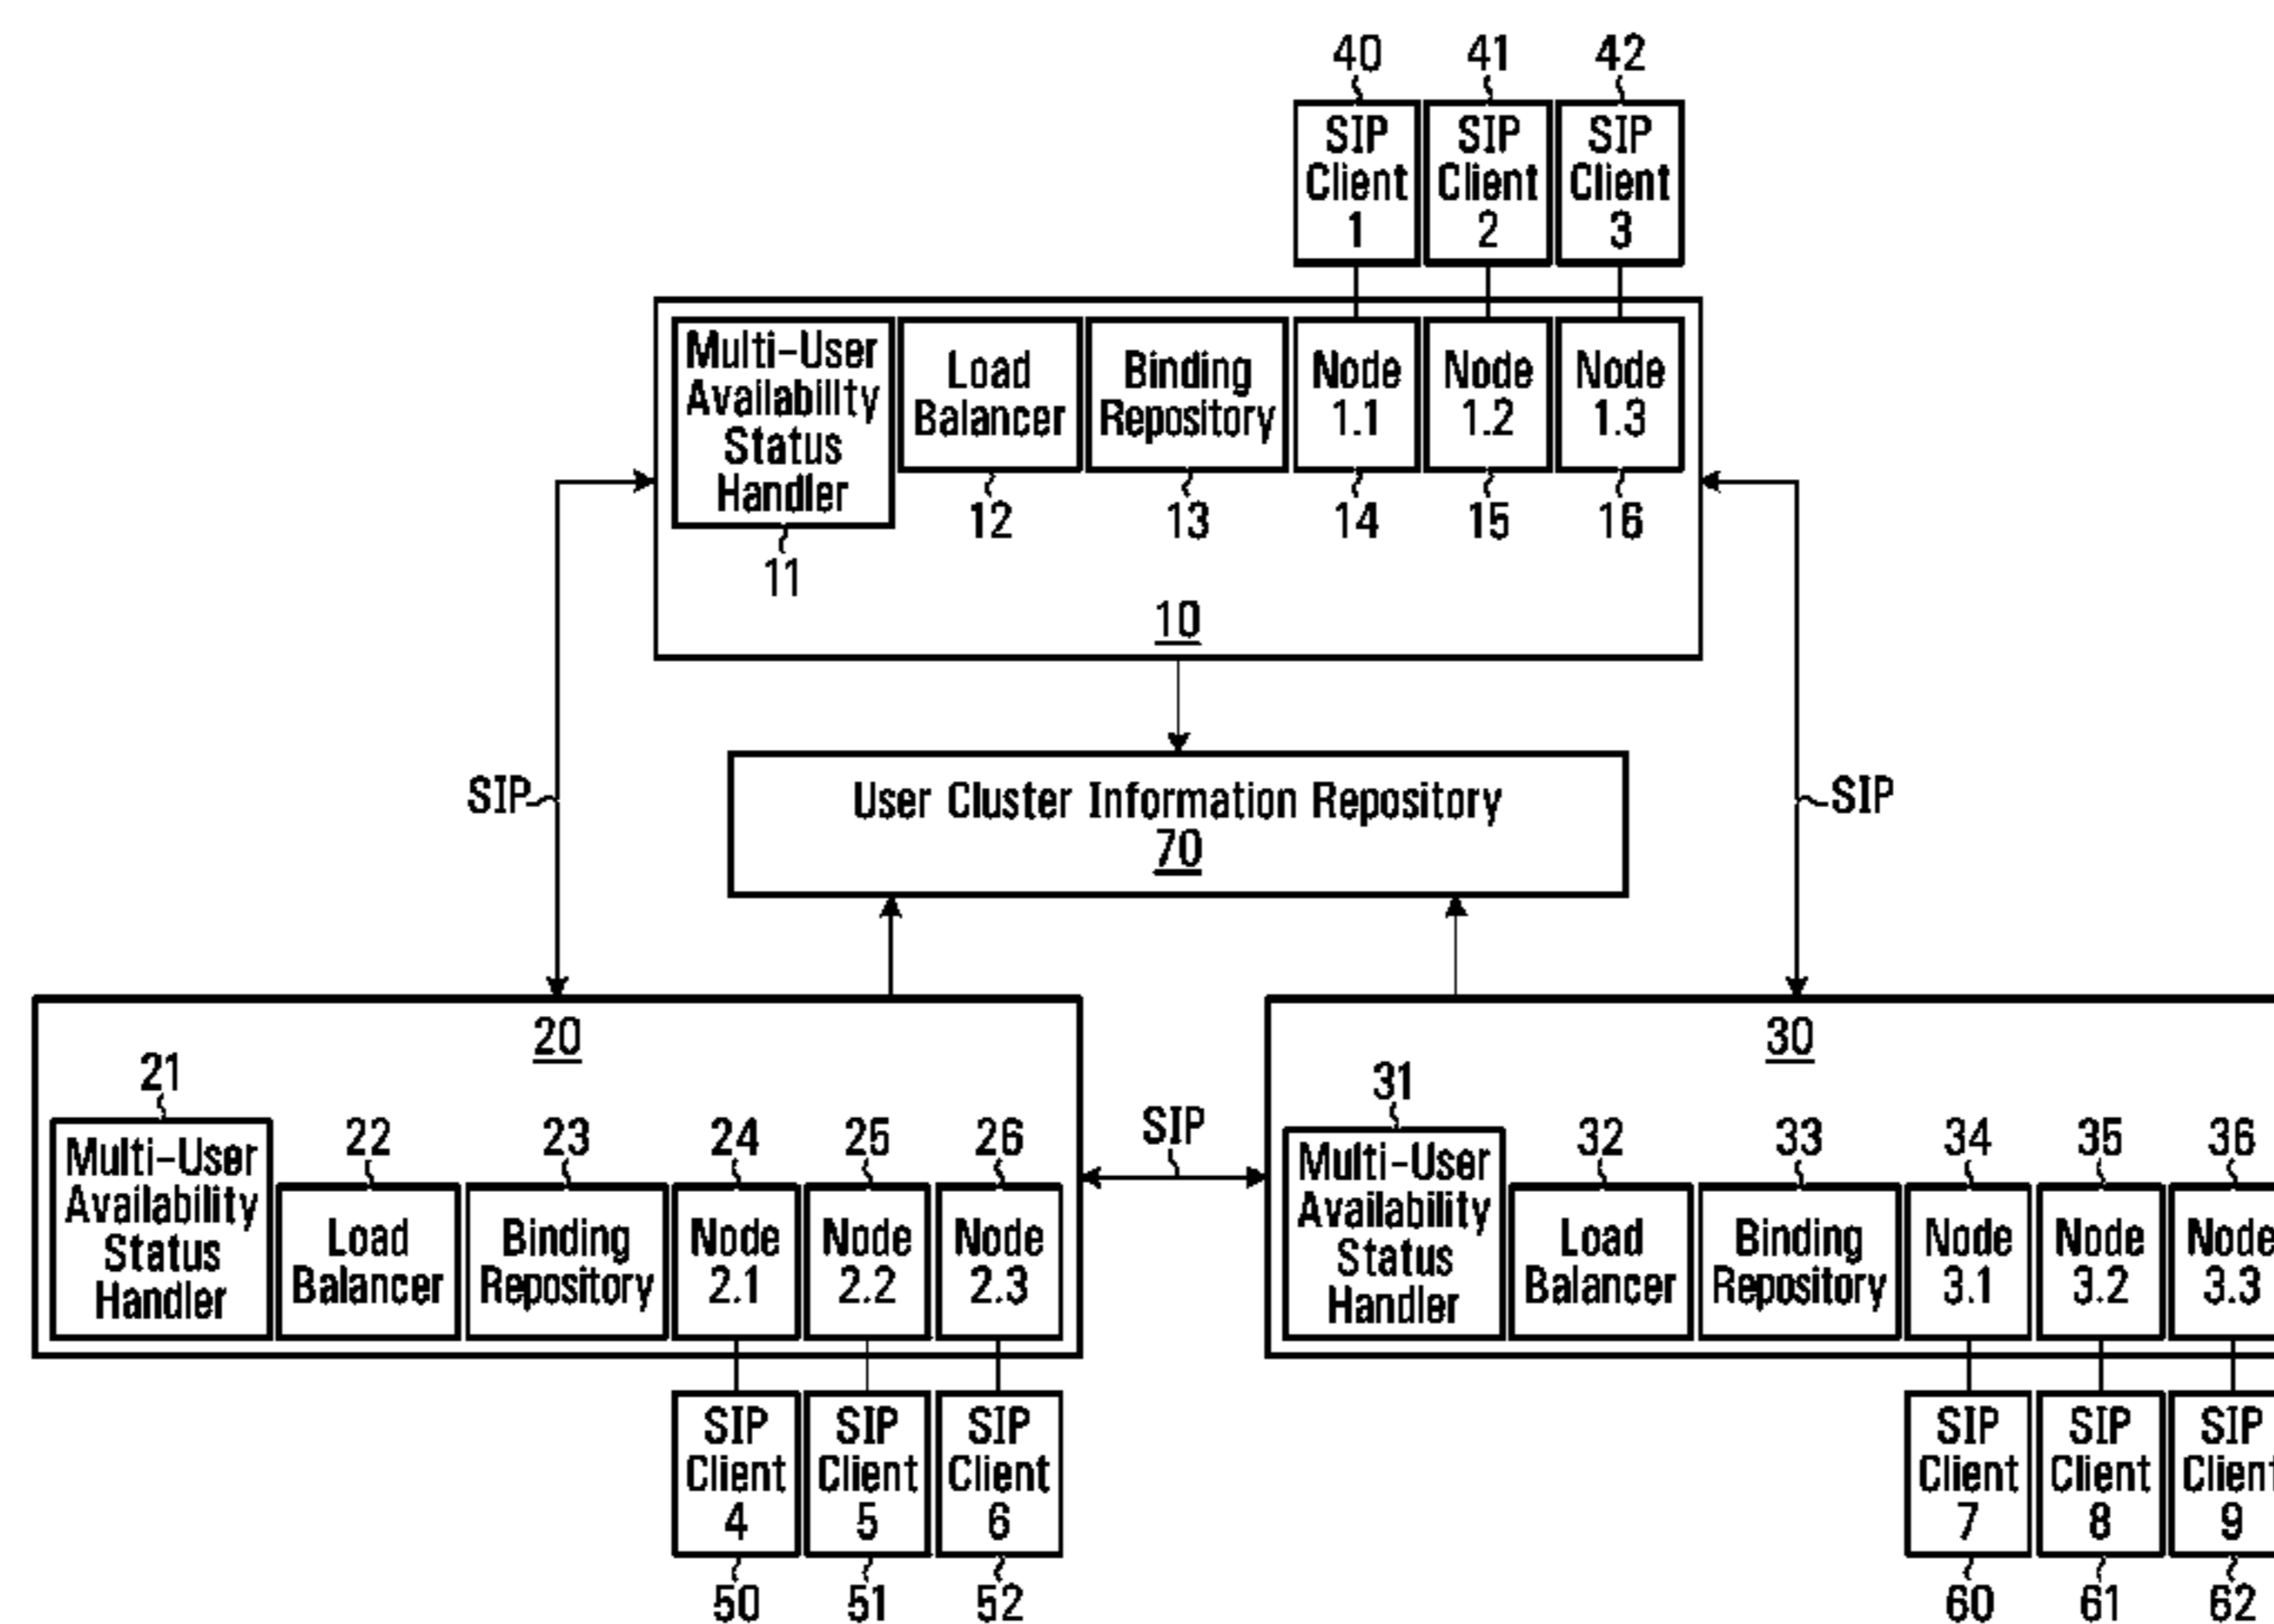 40 41 42
SIP Client 1
SIP Client 2
SIP Client 3
Multi-User Availability Status Handler
Load Balancer
Binding Repository
Node 1.1
Node 1.2
Node 1.3
12 13 14 15 16
11
10
SIP
User Cluster Information Repository
70
SIP
20
21
22 23 24 25 26
Multi-User Availability Status Handler
Load Balancer
Binding Repository
Node 2.1
Node 2.2
Node 2.3
SIP
30
31
32 33 34 35 36
Multi-User Availability Status Handler
Load Balancer
Binding Repository
Node 3.1
Node 3.2
Node 3.3
SIP Client 4
SIP Client 5
SIP Client 6
50 51 52
SIP Client 7
SIP Client 8
SIP Client 9
60 61 62